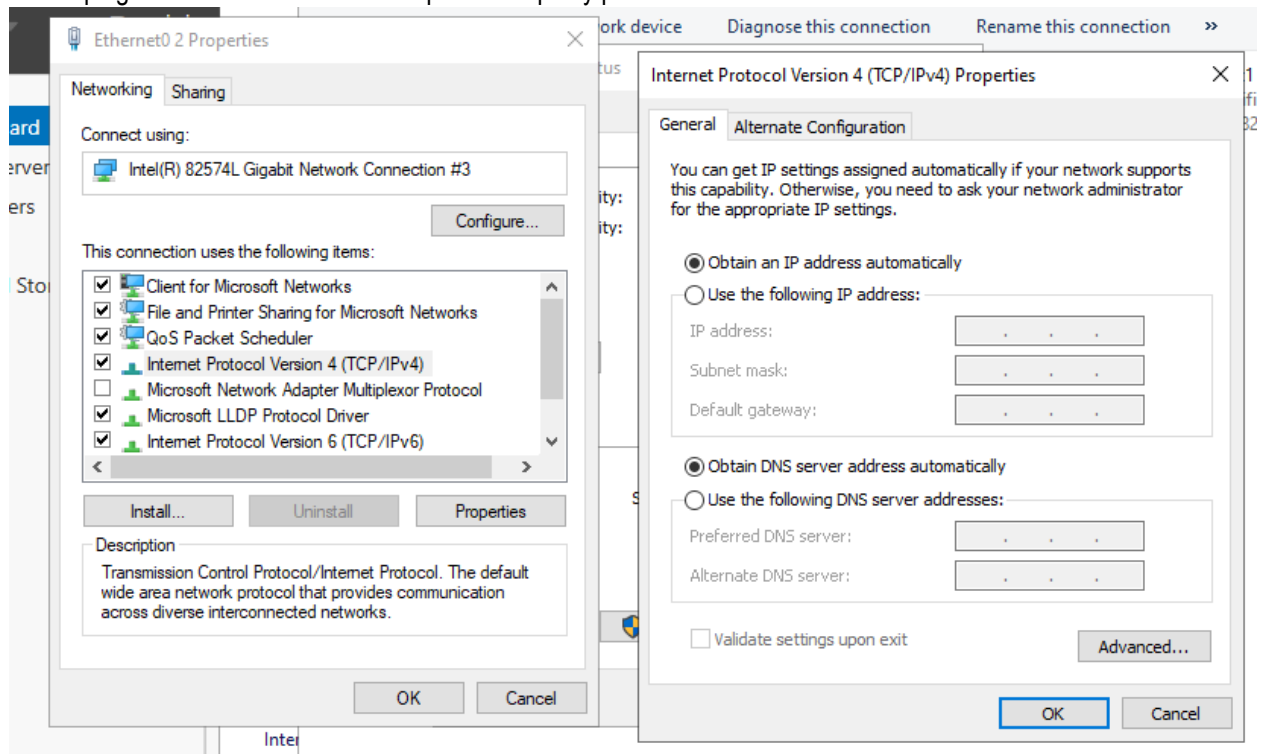 Ethernet0 2 Properties
Networking
Sharing
Connect using:
Intel(R) 82574L Gigabit Network Connection #3
Configure...
This connection uses the following items:
Client for Microsoft Networks
File and Printer Sharing for Microsoft Networks
QoS Packet Scheduler
Internet Protocol Version 4 (TCP/IPv4)
Microsoft Network Adapter Multiplexor Protocol
Microsoft LLDP Protocol Driver
Internet Protocol Version 6 (TCP/IPv6)
Install...
Uninstall
Properties
Description
Transmission Control Protocol/Internet Protocol. The default
wide area network protocol that provides communication
across diverse interconnected networks.
OK
Cancel
ork device
Diagnose this connection
Rename this connection
»
tus
ard
erver
ers
Stor
ity:
ity:
Inter
Internet Protocol Version 4 (TCP/IPv4) Properties
General
Alternate Configuration
You can get IP settings assigned automatically if your network supports
this capability. Otherwise, you need to ask your network administrator
for the appropriate IP settings.
Obtain an IP address automatically
Use the following IP address:
IP address:
Subnet mask:
Default gateway:
Obtain DNS server address automatically
Use the following DNS server addresses:
Preferred DNS server:
Alternate DNS server:
Validate settings upon exit
Advanced...
OK
Cancel